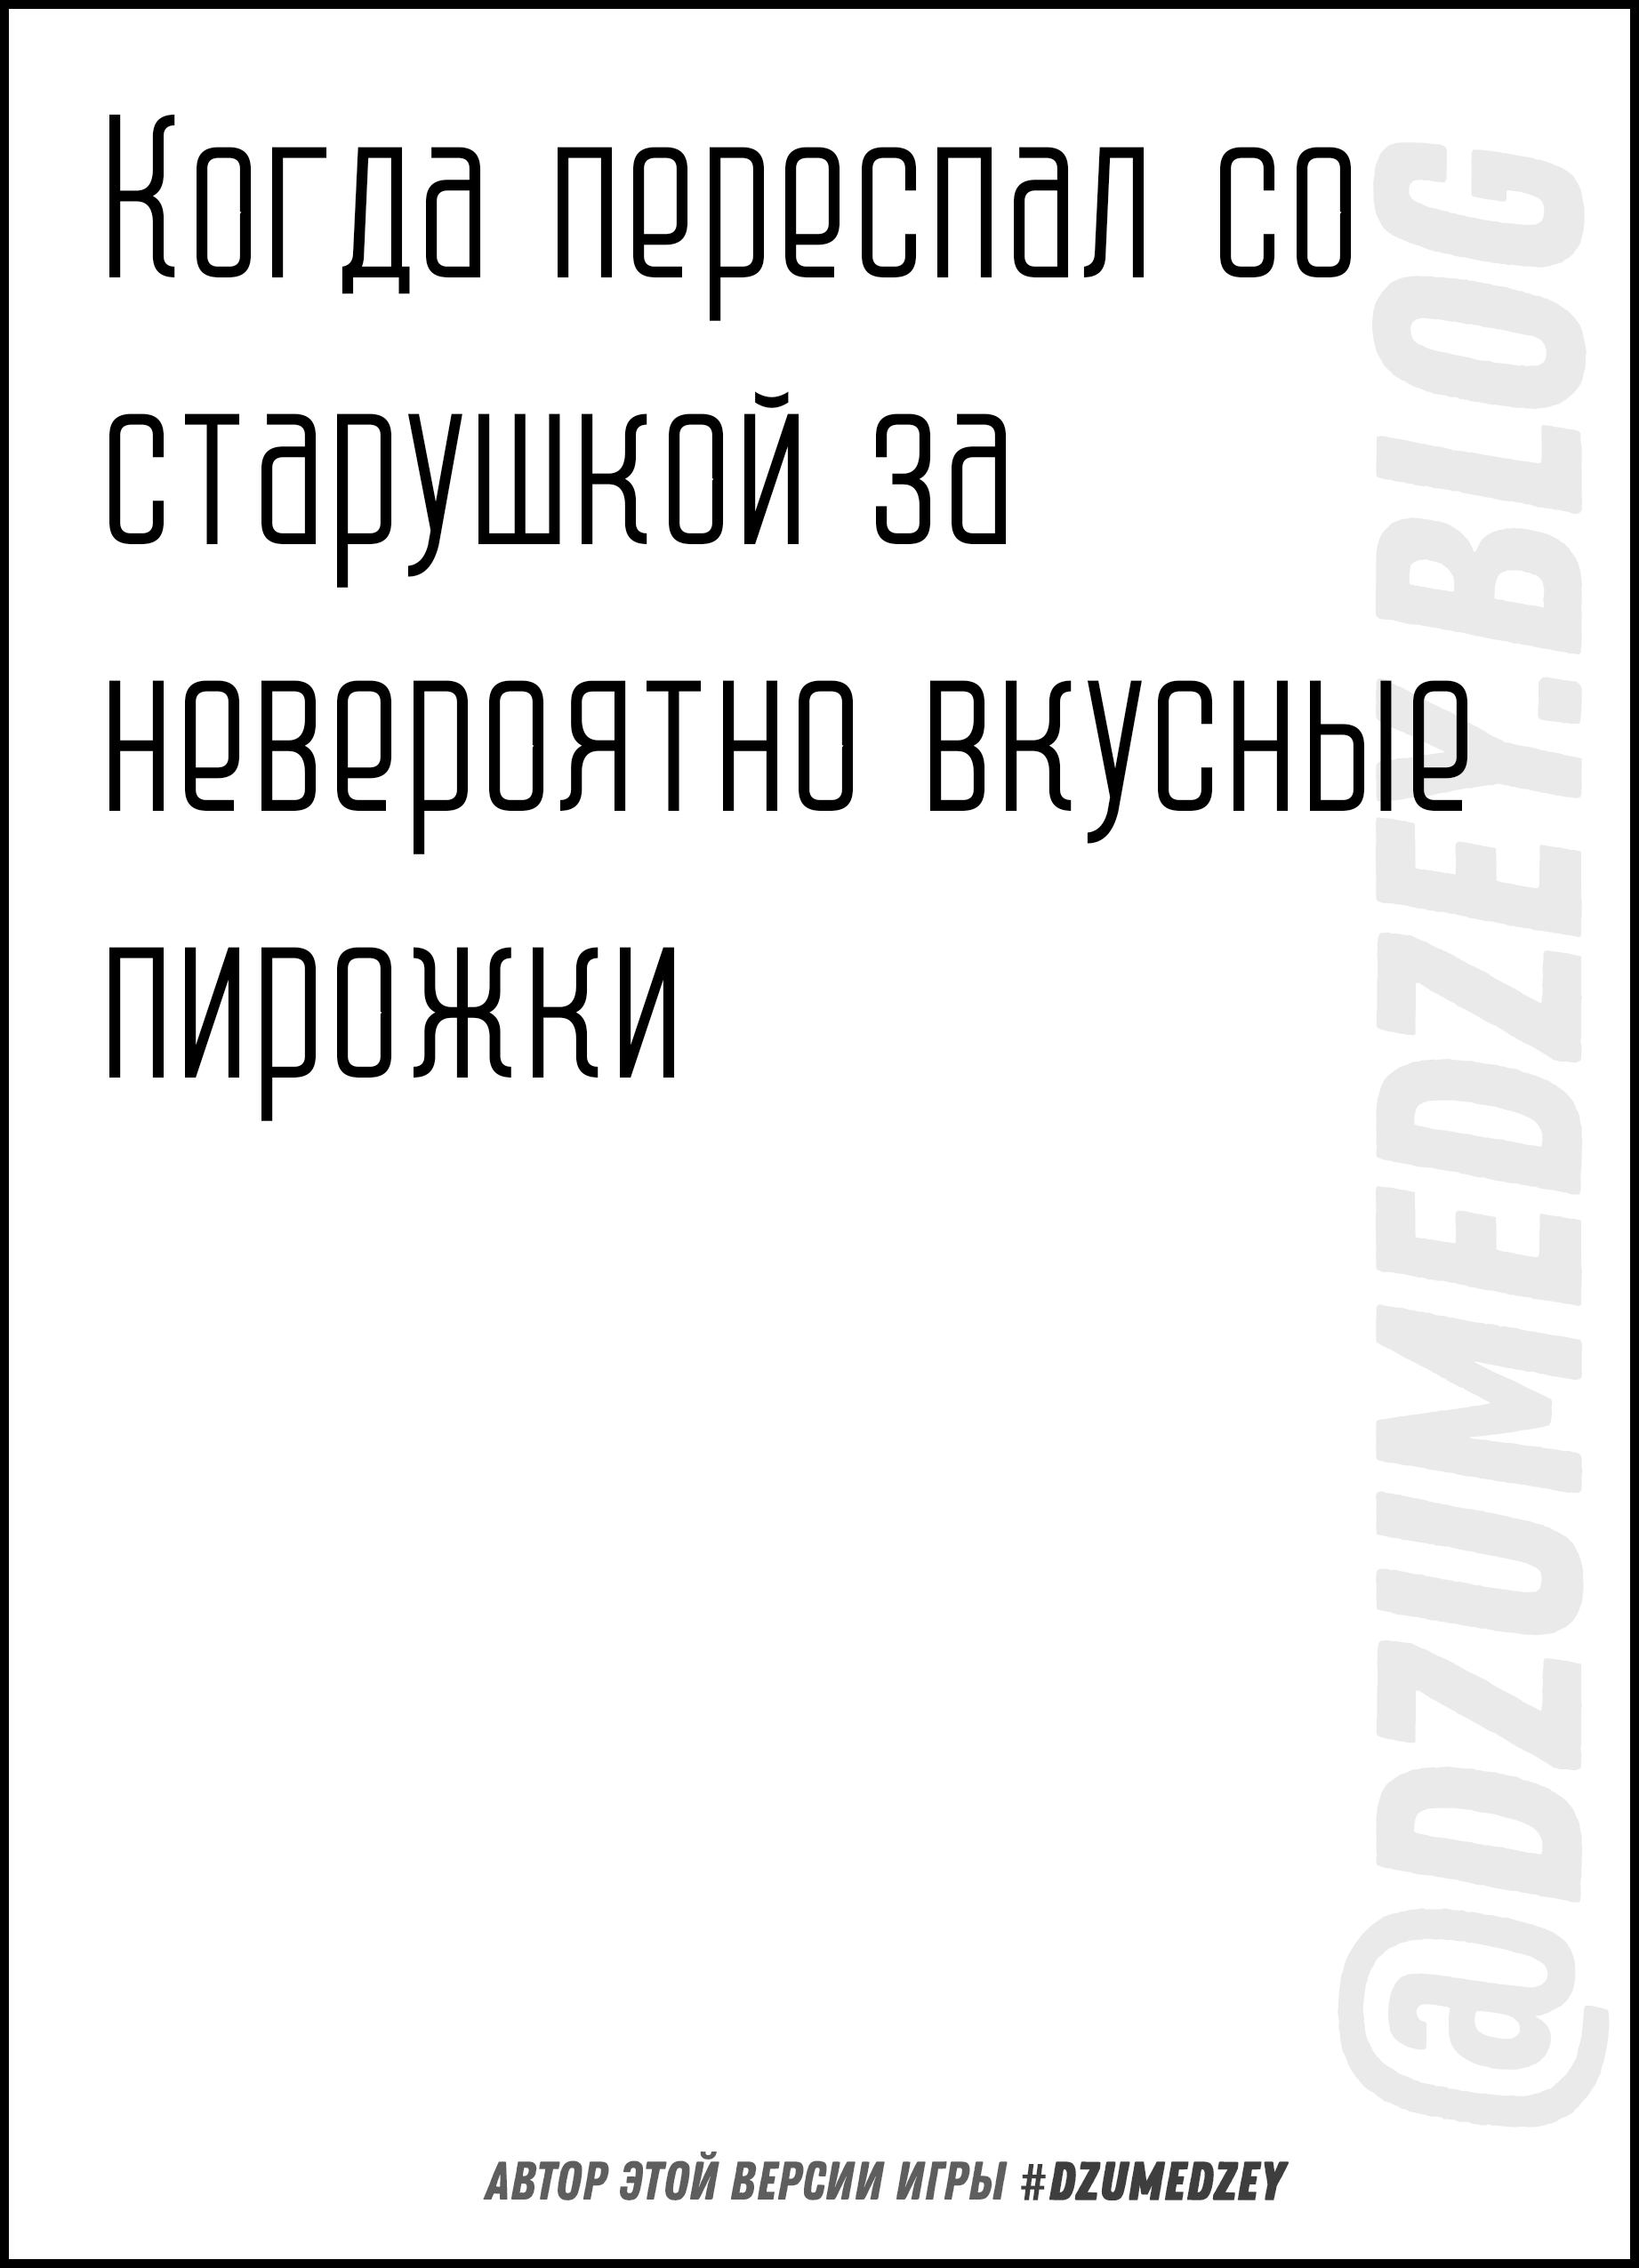 Когда переспал со
старушкой за
невероятно вкусные
пирожки
@DZUMEDZEY.BLOG
АВТОР ЭТОЙ ВЕРСИИ ИГРЫ #DZUMEDZEY